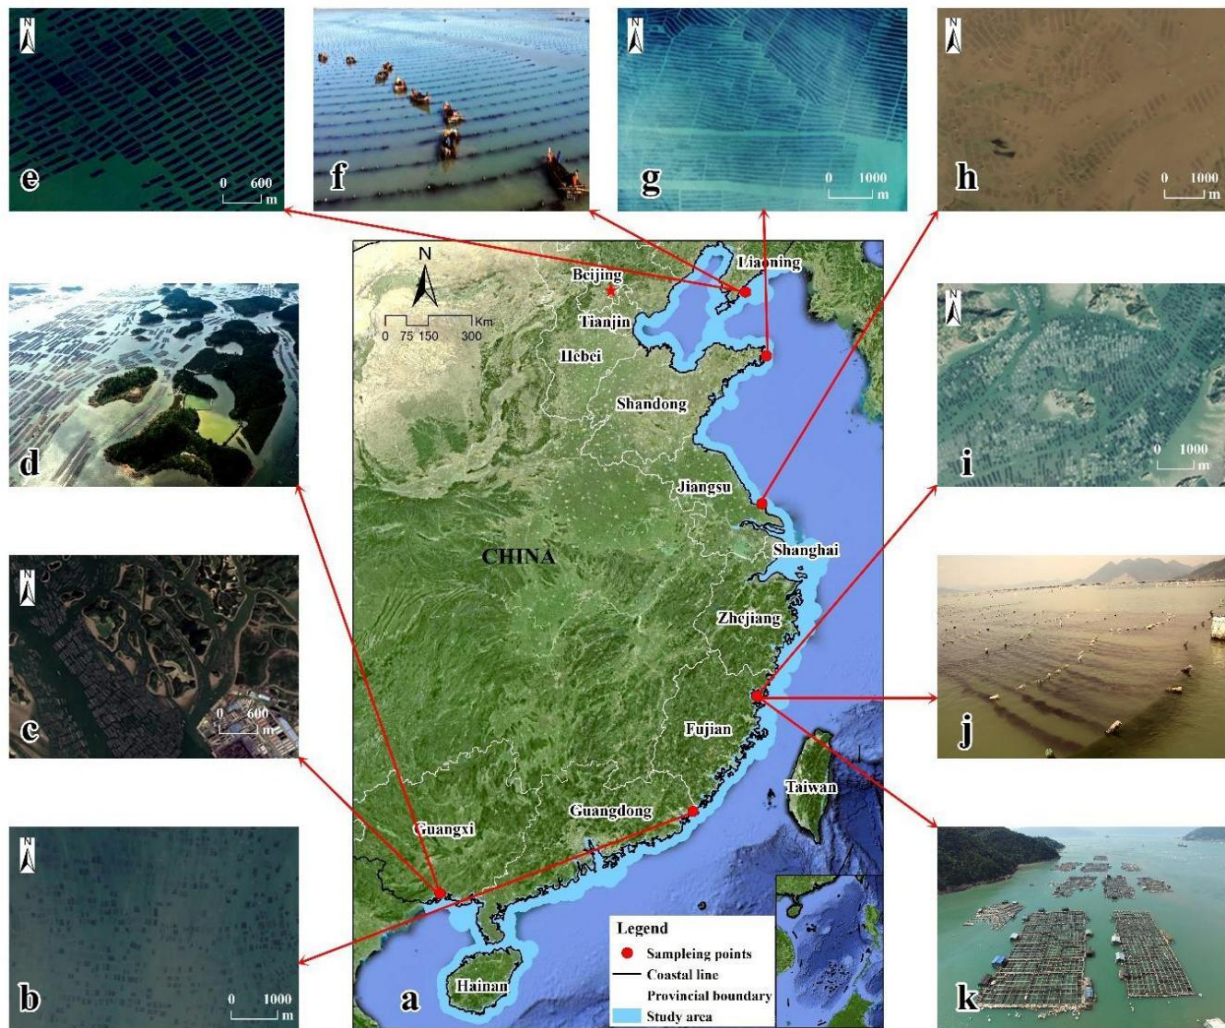 N
e
0 600
m
f
N
g
0 1000
m
N
h
0 1000
m
d
N
0 75 150 300
Km
Beijing
Liaoning
Tianjin
Hebei
Shandong
Jiangsu
CHINA
Shanghai
Zhejiang
Fujian
Taiwan
Guangdong
Guangxi
Hainan
a
Legend
Sampleing points
Coastal line
Provincial boundary
Study area
N
i
0 1000
m
N
c
0 600
m
j
N
b
0 1000
m
k